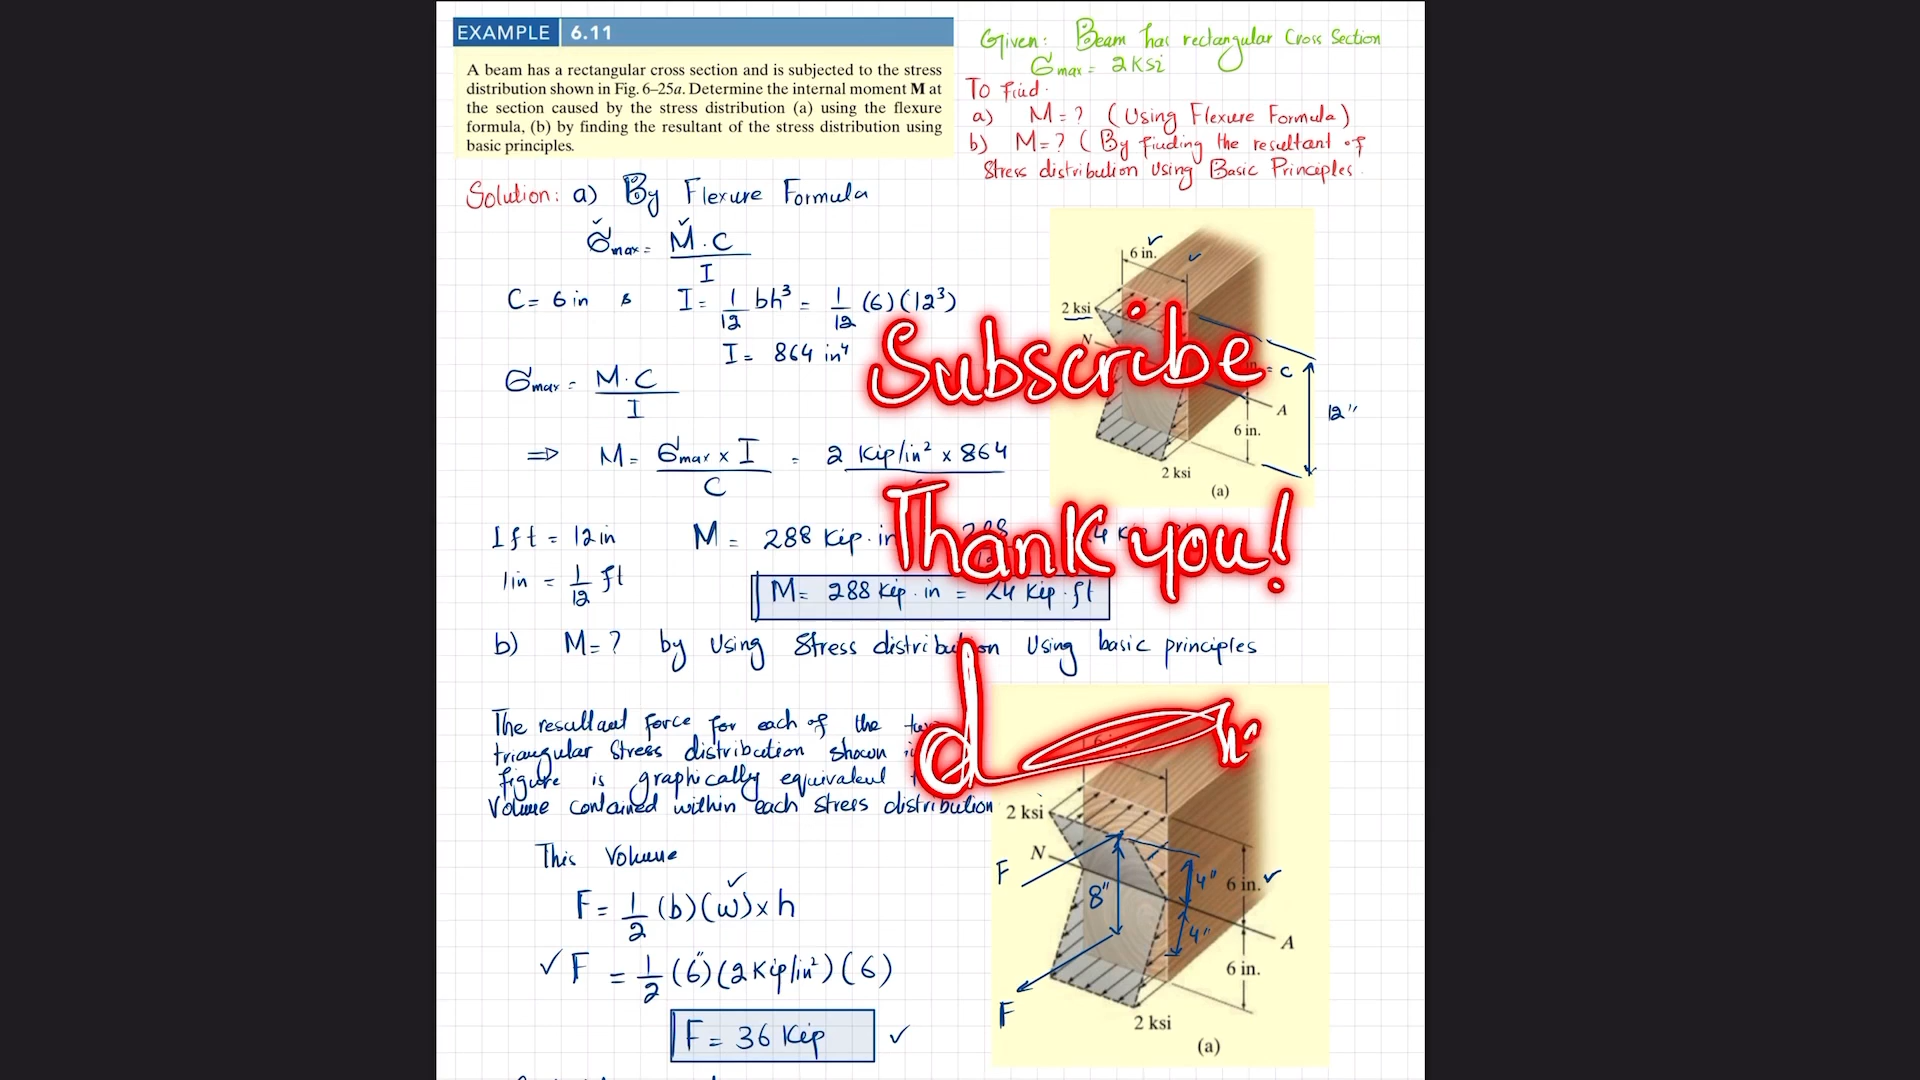 EXAMPLE 6.11
A beam has a rectangular cross section and is subjected to the stress
distribution shown in Fig. 6–25a. Determine the internal moment M at
the section caused by the stress distribution (a) using the flexure
formula, (b) by finding the resultant of the stress distribution using
basic principles.
Given: Beam has rectangular Cross Section
σmax = 2 Ksi
To Find.
a) M = ? (Using Flexure Formula)
b) M = ? (By finding the resultant of
Stress distribution Using Basic Principles.
Solution: a) By Flexure Formula
σmax = M.C / I
C = 6 in & I = 1/12 bh³ = 1/12 (6)(12³)
I = 864 in⁴
σmax = M.C / I
⇒ M = σmax x I / C = 2 Kip/in² x 864
6 in.
2 ksi
N
= C
A
12"
6 in.
2 ksi
(a)
Subscribe
Thank you!
1 ft = 12 in M = 288 Kip.in
1 in = 1/12 ft
M = 288 Kip.in = 24 Kip.ft
b) M = ? by Using Stress distribution Using basic principles
The resultant force for each of the
triangular stress distribution shown
figure is graphically equivalent
Volume contained within each stress distribution
This Volume
F = 1/2 (b)(w) x h
✓ F = 1/2 (6")(2 Kip/in²)(6)
F = 36 Kip ✓
2 ksi
N
F
8"
4"
6 in. ✓
4"
A
6 in.
F
2 ksi
(a)